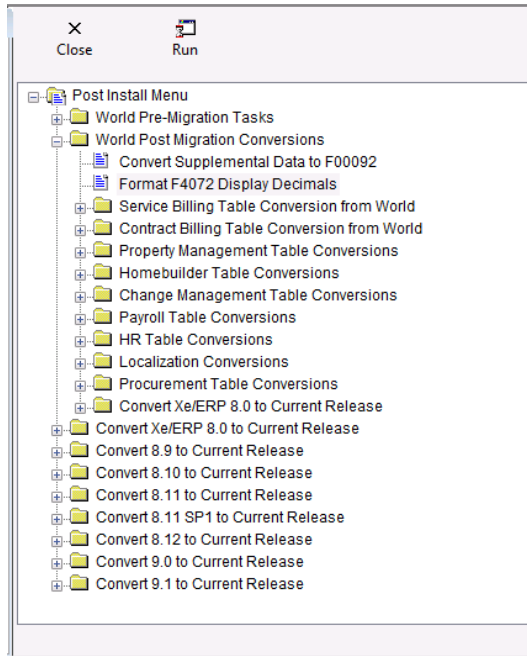 Close
Run
Post Install Menu
World Pre-Migration Tasks
World Post Migration Conversions
Convert Supplemental Data to F00092
Format F4072 Display Decimals
Service Billing Table Conversion from World
Contract Billing Table Conversion from World
Property Management Table Conversions
Homebuilder Table Conversions
Change Management Table Conversions
Payroll Table Conversions
HR Table Conversions
Localization Conversions
Procurement Table Conversions
Convert Xe/ERP 8.0 to Current Release
Convert Xe/ERP 8.0 to Current Release
Convert 8.9 to Current Release
Convert 8.10 to Current Release
Convert 8.11 to Current Release
Convert 8.11 SP1 to Current Release
Convert 8.12 to Current Release
Convert 9.0 to Current Release
Convert 9.1 to Current Release